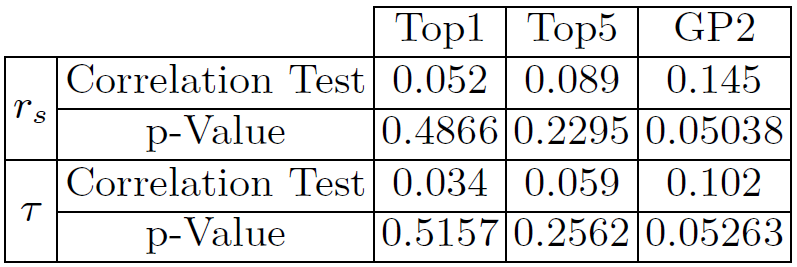 Top1 Top5 GP2
r_s Correlation Test 0.052 0.089 0.145
p-Value 0.4866 0.2295 0.05038
τ Correlation Test 0.034 0.059 0.102
p-Value 0.5157 0.2562 0.05263